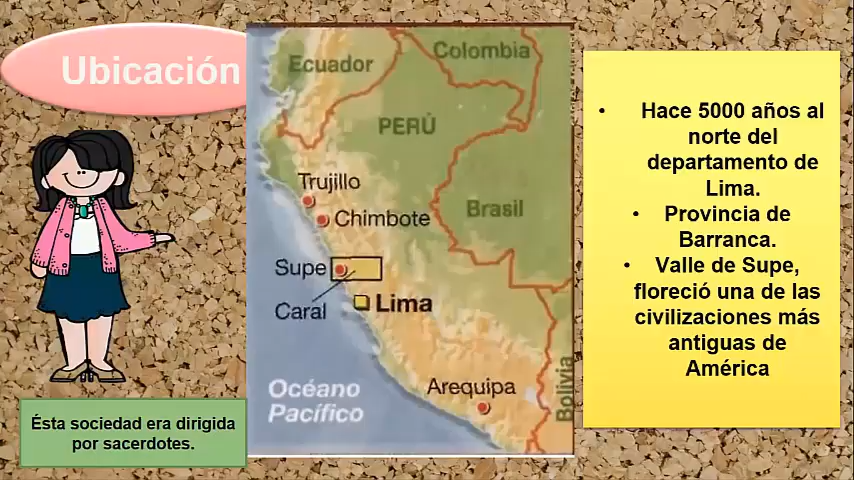 Ubicación
Ecuador
Colombia
PERÚ
Trujillo
Chimbote
Brasil
Supe
Caral
Lima
Océano
Pacífico
Arequipa
Bolivia
• Hace 5000 años al
norte del
departamento de
Lima.
• Provincia de
Barranca.
• Valle de Supe,
floreció una de las
civilizaciones más
antiguas de
América
Ésta sociedad era dirigida
por sacerdotes.